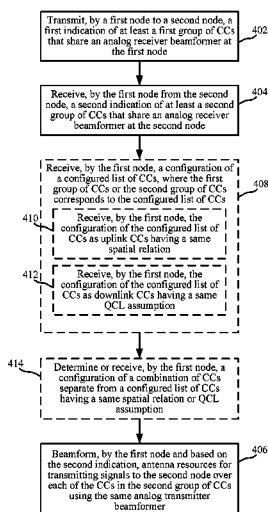 Transmit, by a first node to a second node, a
first indication of at least a first group of CCs
that share an analog receiver beamformer at
the first node
402
Receive, by the first node from the second
node, a second indication of at least a second
group of CCs that share an analog receiver
beamformer at the second node
404
Receive, by the first node, a configuration of
a configured list of CCs, where the first
group of CCs or the second group of CCs
corresponds to the configured list of CCs
408
410
Receive, by the first node, the
configuration of the configured list of
CCs as uplink CCs having a same
spatial relation
412
Receive, by the first node, the
configuration of the configured list of
CCs as downlink CCs having a same
QCL assumption
414
Determine or receive, by the first node, a
configuration of a combination of CCs
separate from a configured list of CCs
having a same spatial relation or QCL
assumption
Beamform, by the first node and based on
the second indication, antenna resources for
transmitting signals to the second node over
each of the CCs in the second group of CCs
using the same analog transmitter
beamformer
406